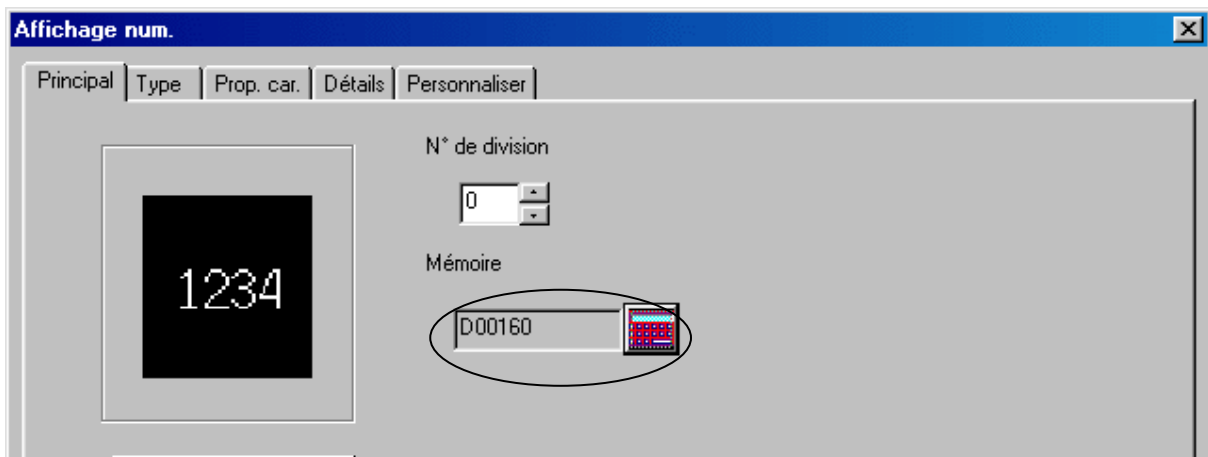 Affichage num.
Principal Type Prop. car. Détails Personnaliser
N° de division
0
Mémoire
1234
D00160